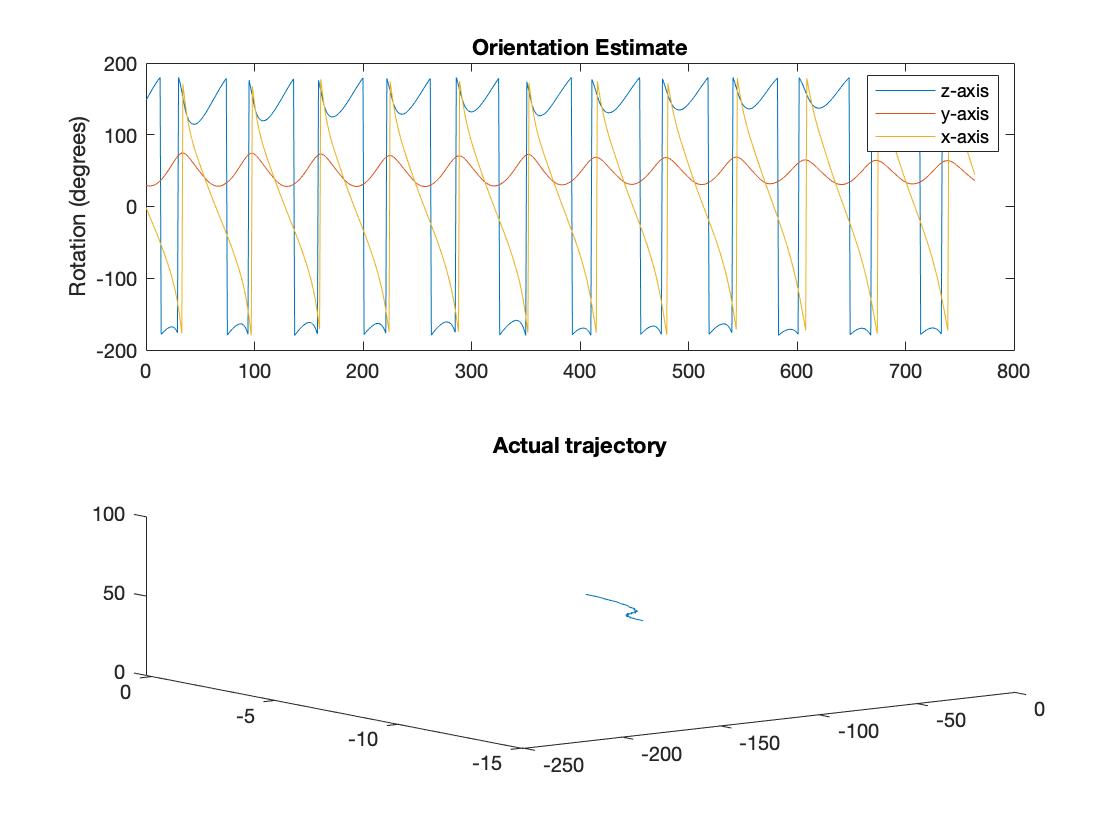 Orientation Estimate
200
100
0
-100
-200
Rotation (degrees)
z-axis
y-axis
x-axis
0 100 200 300 400 500 600 700 800
Actual trajectory
100
50
0
0
-5
-10
-15
-250
-200
-150
-100
-50
0